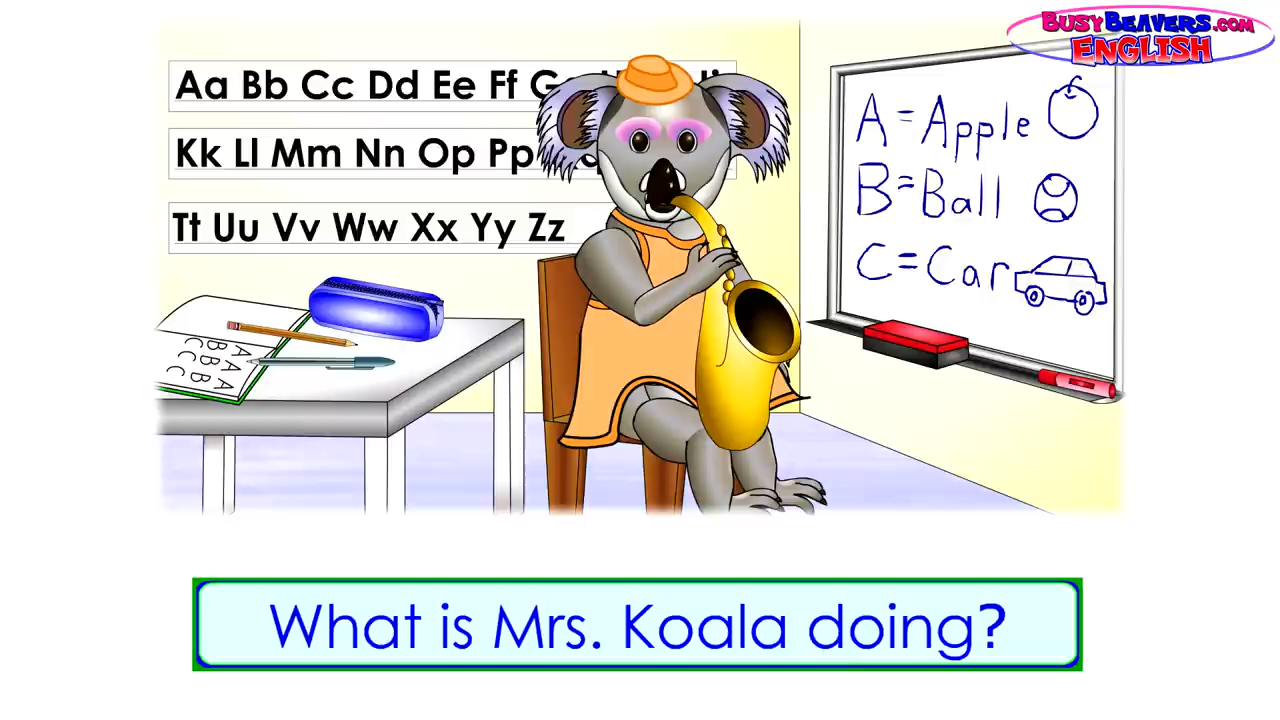 BUSYBEAVERS.COM
ENGLISH
Aa Bb Cc Dd Ee Ff
Kk Ll Mm Nn Op Pp
Tt Uu Vv Ww Xx Yy Zz
A = Apple
B = Ball
C = Car
A A
B B B
C C C
What is Mrs. Koala doing?